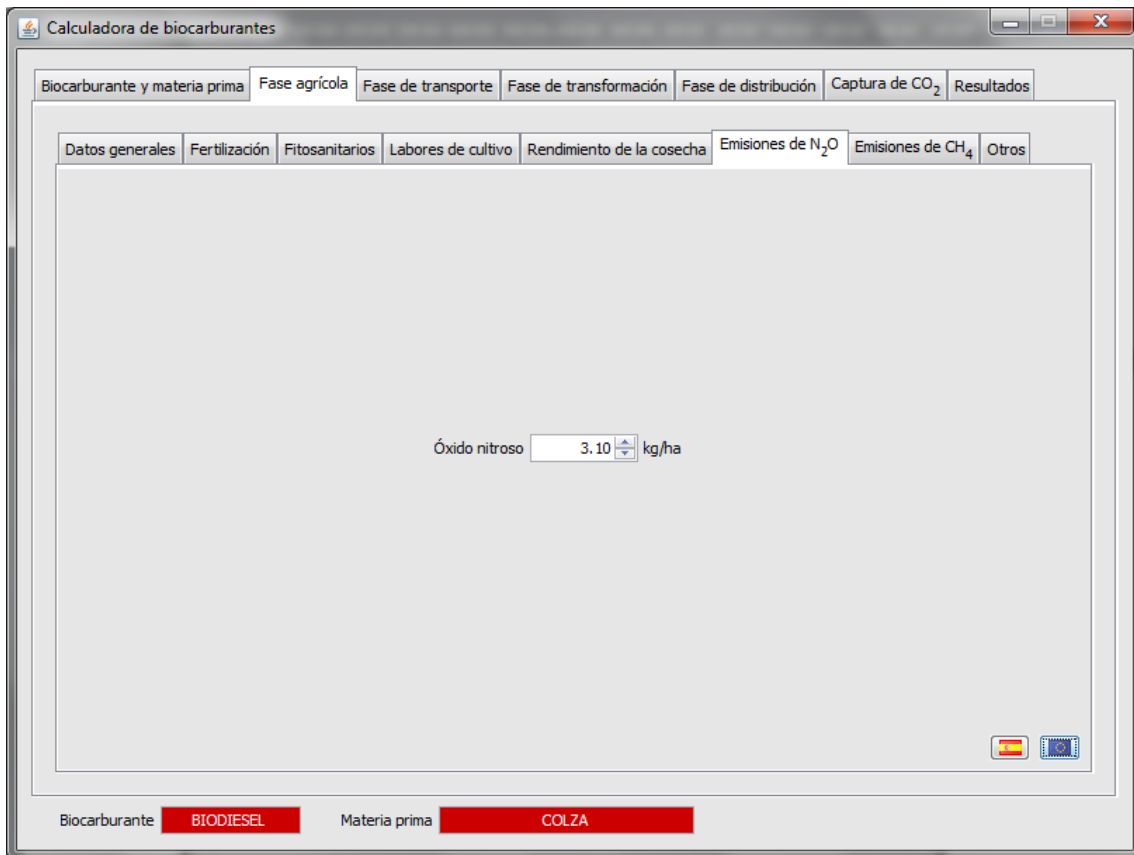 Calculadora de biocarburantes
Biocarburante y materia prima Fase agrícola Fase de transporte Fase de transformación Fase de distribución Captura de CO2 Resultados
Datos generales Fertilización Fitosanitarios Labores de cultivo Rendimiento de la cosecha Emisiones de N2O Emisiones de CH4 Otros
Óxido nitroso 3.10 kg/ha
Biocarburante BIODIESEL Materia prima COLZA